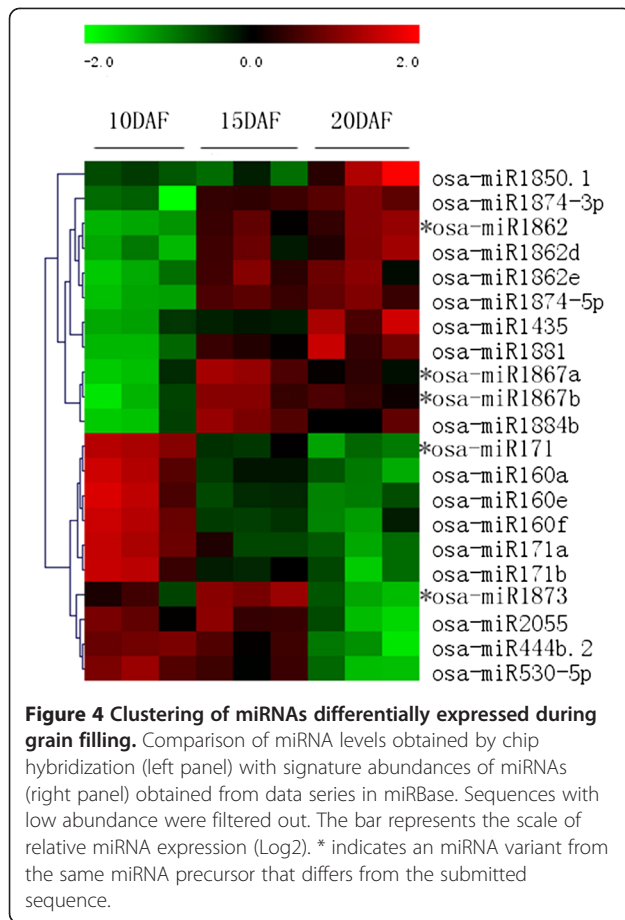 -2.0 0.0 2.0
10DAF 15DAF 20DAF
osa-miR1850.1
osa-miR1874-3p
*osa-miR1862
osa-miR1862d
osa-miR1862e
osa-miR1874-5p
osa-miR1435
osa-miR1881
*osa-miR1867a
*osa-miR1867b
osa-miR1884b
*osa-miR171
osa-miR160a
osa-miR160e
osa-miR160f
osa-miR171a
osa-miR171b
*osa-miR1873
osa-miR2055
osa-miR444b.2
osa-miR530-5p
Figure 4 Clustering of miRNAs differentially expressed during
grain filling. Comparison of miRNA levels obtained by chip
hybridization (left panel) with signature abundances of miRNAs
(right panel) obtained from data series in miRBase. Sequences with
low abundance were filtered out. The bar represents the scale of
relative miRNA expression (Log2). * indicates an miRNA variant from
the same miRNA precursor that differs from the submitted
sequence.